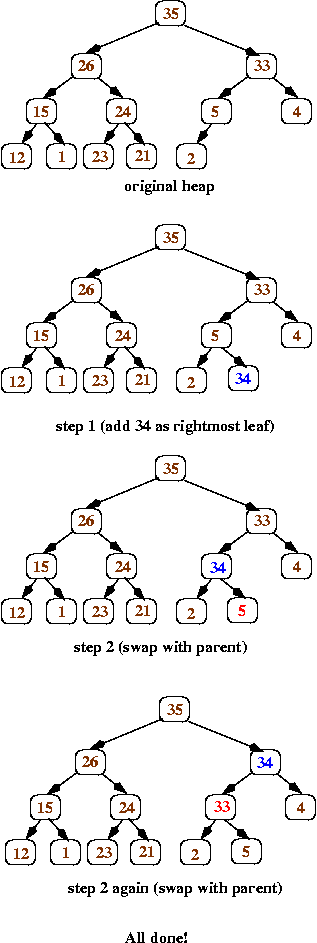 35
26 33
15 24 5 4
12 1 23 21 2
original heap
35
26 33
15 24 5 4
12 1 23 21 2 34
step 1 (add 34 as rightmost leaf)
35
26 33
15 24 34 4
12 1 23 21 2 5
step 2 (swap with parent)
35
26 34
15 24 33 4
12 1 23 21 2 5
step 2 again (swap with parent)
All done!